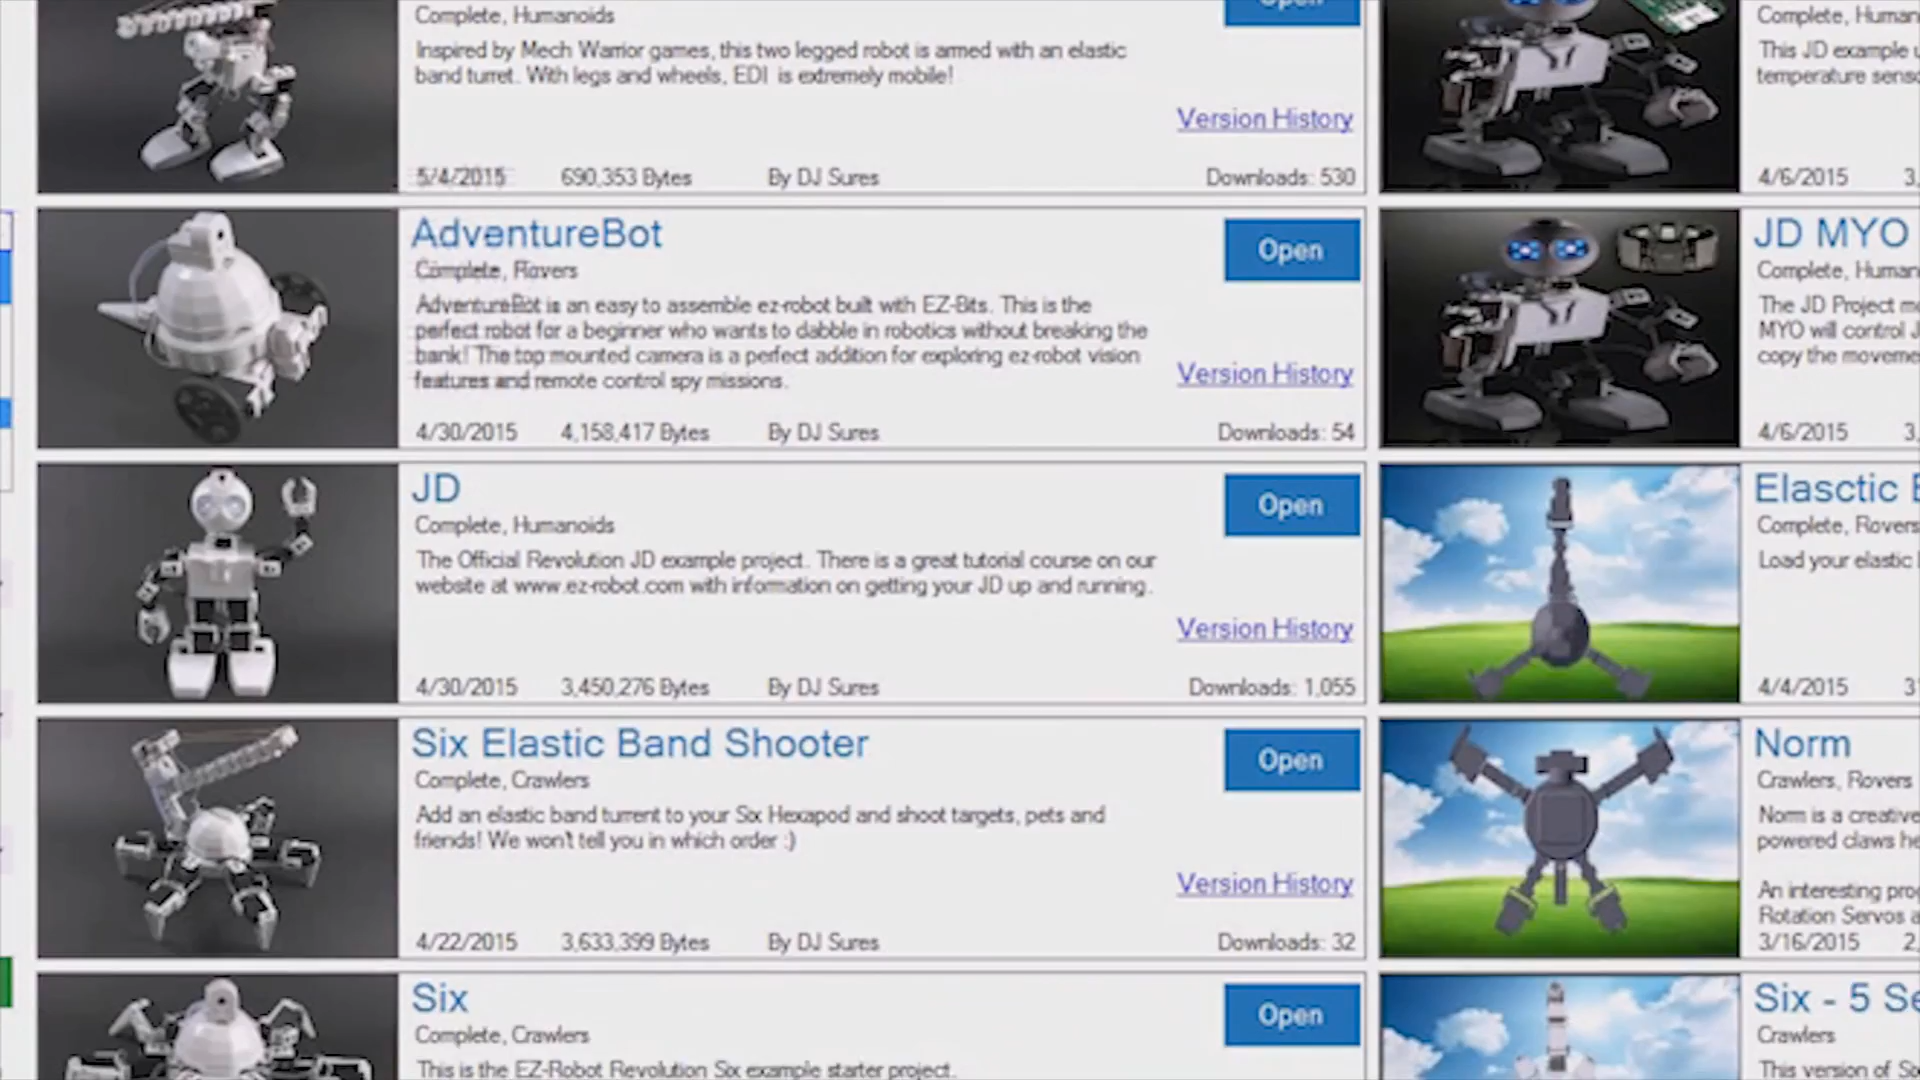 Complete, Humanoids
Open
Inspired by Mech Warrior games, this two legged robot is armed with an elastic
band turret. With legs and wheels, EDI is extremely mobile!
Version History
5/4/2015 690,353 Bytes By DJ Sures Downloads: 530
AdventureBot
Open
Complete, Rovers
AdventureBot is an easy to assemble ez-robot built with EZ-Bits. This is the
perfect robot for a beginner who wants to dabble in robotics without breaking the
bank! The top mounted camera is a perfect addition for exploring ez-robot vision
features and remote control spy missions.
Version History
4/30/2015 4,158,417 Bytes By DJ Sures Downloads: 54
JD
Open
Complete, Humanoids
The Official Revolution JD example project. There is a great tutorial course on our
website at www.ez-robot.com with information on getting your JD up and running.
Version History
4/30/2015 3,450,276 Bytes By DJ Sures Downloads: 1,055
Six Elastic Band Shooter
Open
Complete, Crawlers
Add an elastic band turrent to your Six Hexapod and shoot targets, pets and
friends! We won't tell you in which order :)
Version History
4/22/2015 3,633,399 Bytes By DJ Sures Downloads: 32
Six
Open
Complete, Crawlers
This is the EZ-Robot Revolution Six example starter project.
Complete, Human
This JD example
temperature senso
4/6/2015 3,
JD MYO
Complete, Human
The JD Project m
MYO will control J
copy the moveme
4/6/2015 3,
Elasctic
Complete, Rovers
Load your elastic
4/4/2015 3
Norm
Crawlers, Rovers
Norm is a creative
powered claws he
An interesting pro
Rotation Servos a
3/16/2015 2,
Six - 5 Se
Crawlers
This version of Six